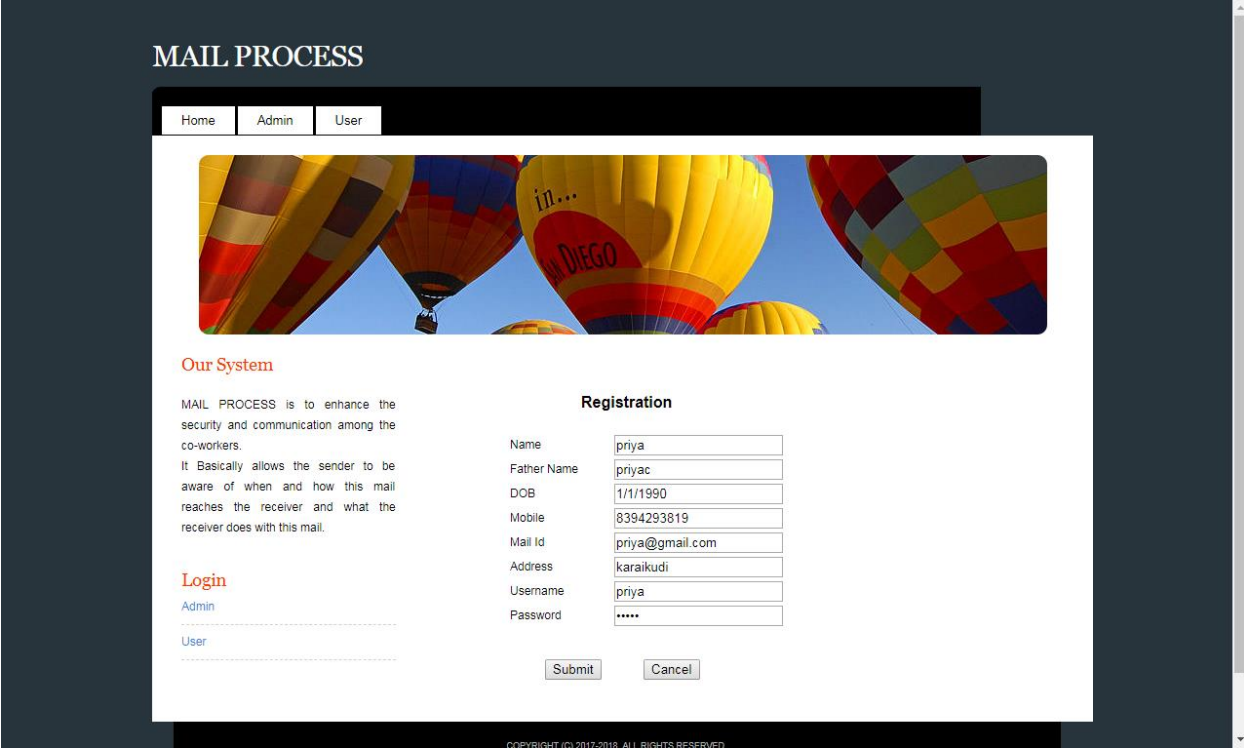 MAIL PROCESS
Home Admin User
in...
SAN DIEGO
Our System
MAIL PROCESS is to enhance the
security and communication among the
co-workers.
It Basically allows the sender to be
aware of when and how this mail
reaches the receiver and what the
receiver does with this mail.
Login
Admin
User
Registration
Name priya
Father Name priyac
DOB 1/1/1990
Mobile 8394293819
Mail Id priya@gmail.com
Address karaikudi
Username priya
Password •••••
Submit Cancel
COPYRIGHT (C) 2017-2018. ALL RIGHTS RESERVED